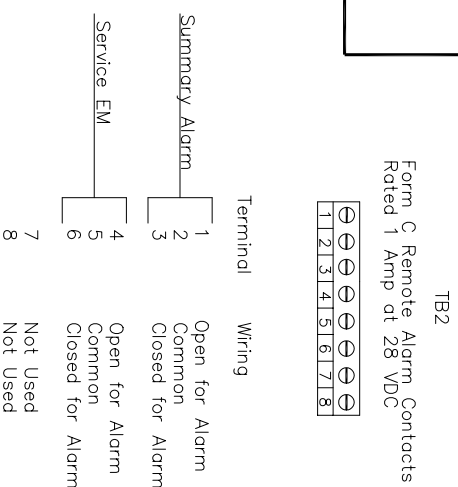 TB2
Form C Remote Alarm Contacts
Rated 1 Amp at 28 VDC
1 2 3 4 5 6 7 8
Terminal Wiring
Summary Alarm
1 Open for Alarm
2 Common
3 Closed for Alarm
Service EM
4 Open for Alarm
5 Common
6 Closed for Alarm
7 Not Used
8 Not Used